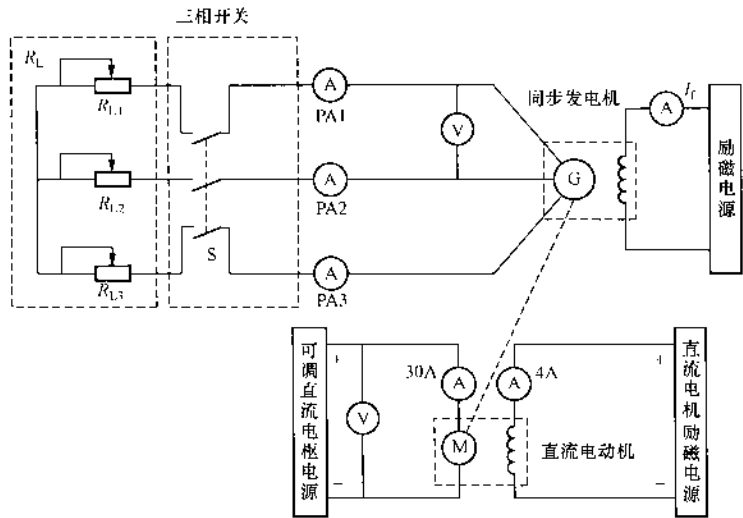 三相开关
R_L
R_L1
A
PA1
V
同步发电机
A
I_f
励磁电源
R_L2
A
PA2
G
R_L3
S
A
PA3
可调直流电枢电源
+
−
V
30A
A
A
4A
M
直流电动机
+
−
直流电机励磁电源